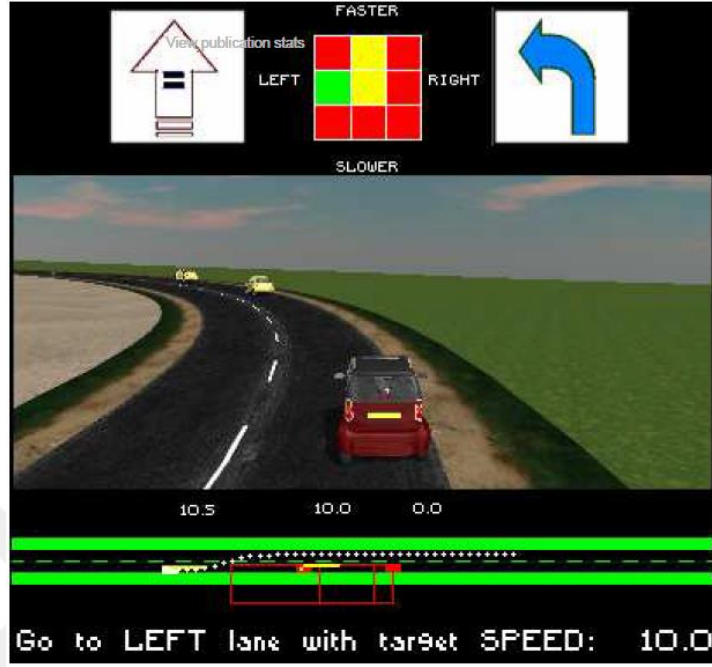 FASTER
View publication stats
LEFT RIGHT
SLOWER
10.5 10.0 0.0
Go to LEFT lane with target SPEED: 10.0